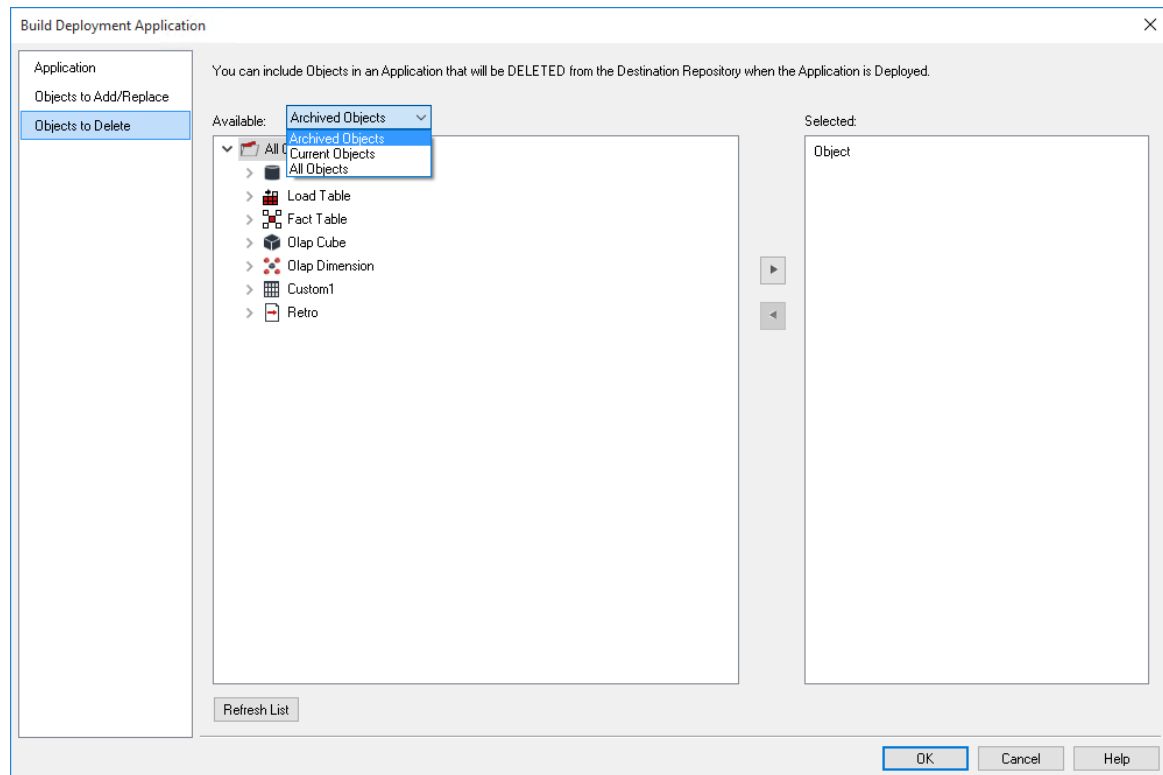 Build Deployment Application
Application
Objects to Add/Replace
Objects to Delete
You can include Objects in an Application that will be DELETED from the Destination Repository when the Application is Deployed.
Available:
Archived Objects
Archived Objects
Current Objects
All Objects
All
Load Table
Fact Table
Olap Cube
Olap Dimension
Custom1
Retro
Selected:
Object
Refresh List
OK
Cancel
Help